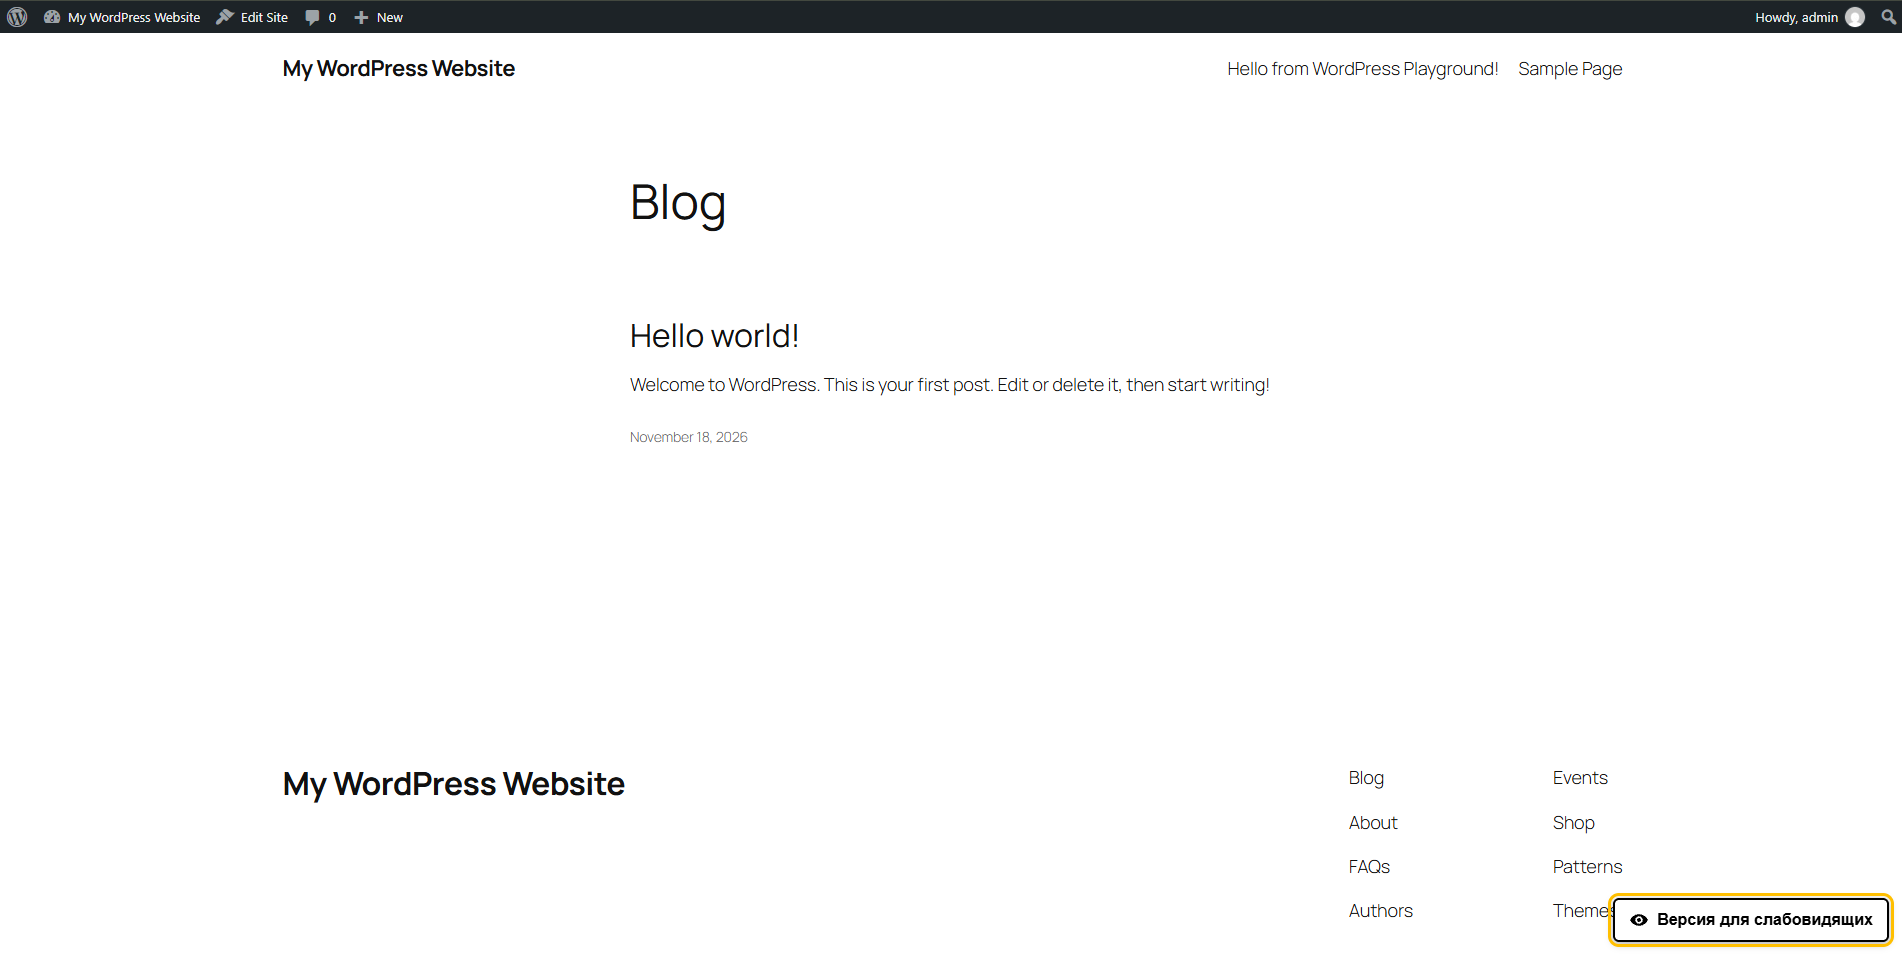 My WordPress Website Edit Site 0 New Howdy, admin
My WordPress Website Hello from WordPress Playground! Sample Page
Blog
Hello world!
Welcome to WordPress. This is your first post. Edit or delete it, then start writing!
November 18, 2026
My WordPress Website
Blog Events
About Shop
FAQs Patterns
Authors Themes
Версия для слабовидящих